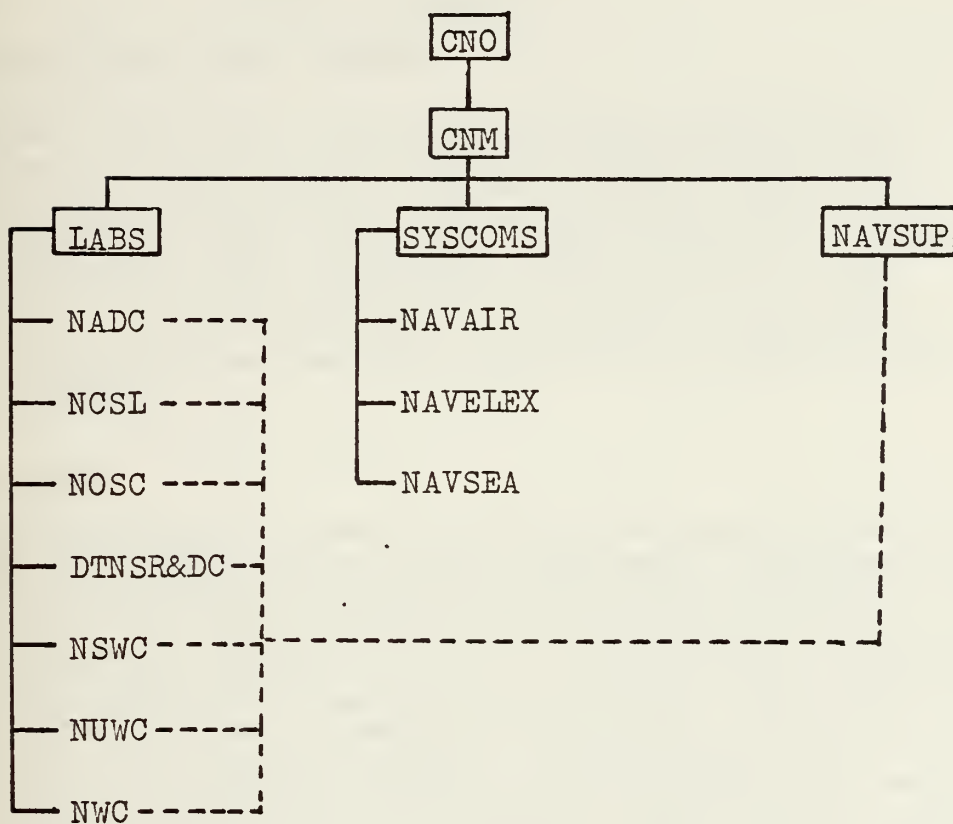 CNO
CNM
LABS
SYSCOMS
NAVSUP
NADC
NAVAIR
NCSL
NAVELEX
NOSC
NAVSEA
DTNSR&DC
NSWC
NUWC
NWC